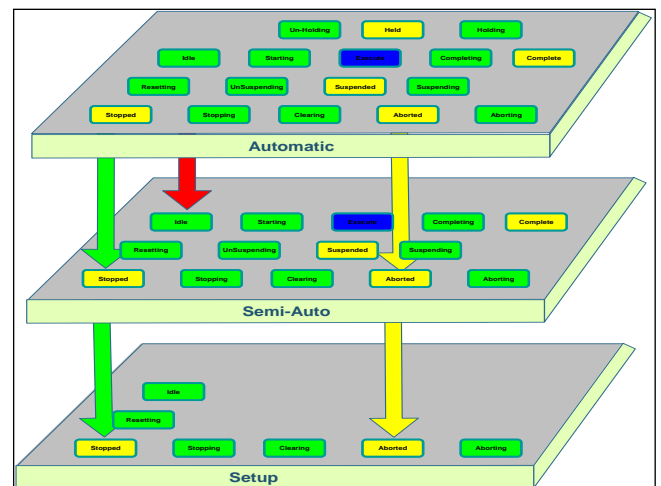 Un-Holding Held Holding
Idle Starting Execute Completing Complete
Resetting UnSuspending Suspended Suspending
Stopped Stopping Clearing Aborted Aborting
Automatic
Idle Starting Execute Completing Complete
Resetting UnSuspending Suspended Suspending
Stopped Stopping Clearing Aborted Aborting
Semi-Auto
Idle
Resetting
Stopped Stopping Clearing Aborted Aborting
Setup